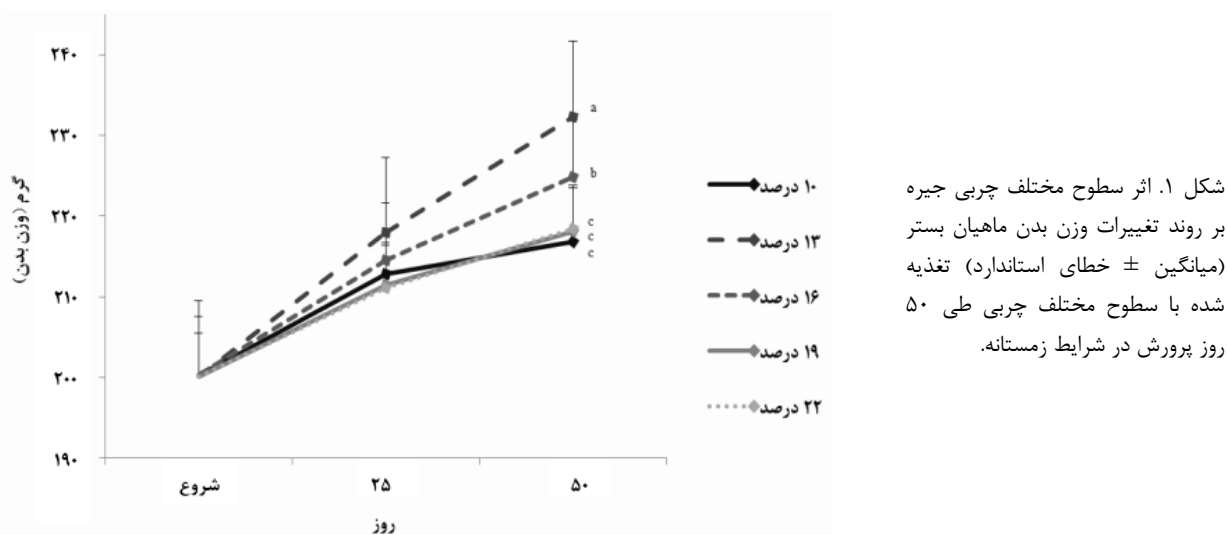 ۲۴۰
۲۳۰
۲۲۰
۲۱۰
۲۰۰
۱۹۰
گرم (وزن بدن)
a
b
c
c
c
شروع
۲۵
۵۰
روز
۱۰ درصد
۱۳ درصد
۱۶ درصد
۱۹ درصد
۲۲ درصد
شکل ۱. اثر سطوح مختلف چربی جیره
بر روند تغییرات وزن بدن ماهیان بستر
(میانگین ± خطای استاندارد) تغذیه
شده با سطوح مختلف چربی طی ۵۰
روز پرورش در شرایط زمستانه.